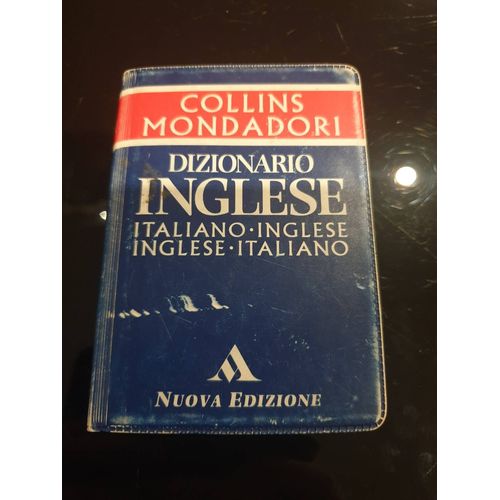 COLLINS
MONDADORI
DIZIONARIO
INGLESE
ITALIANO·INGLESE
INGLESE·ITALIANO
NUOVA EDIZIONE